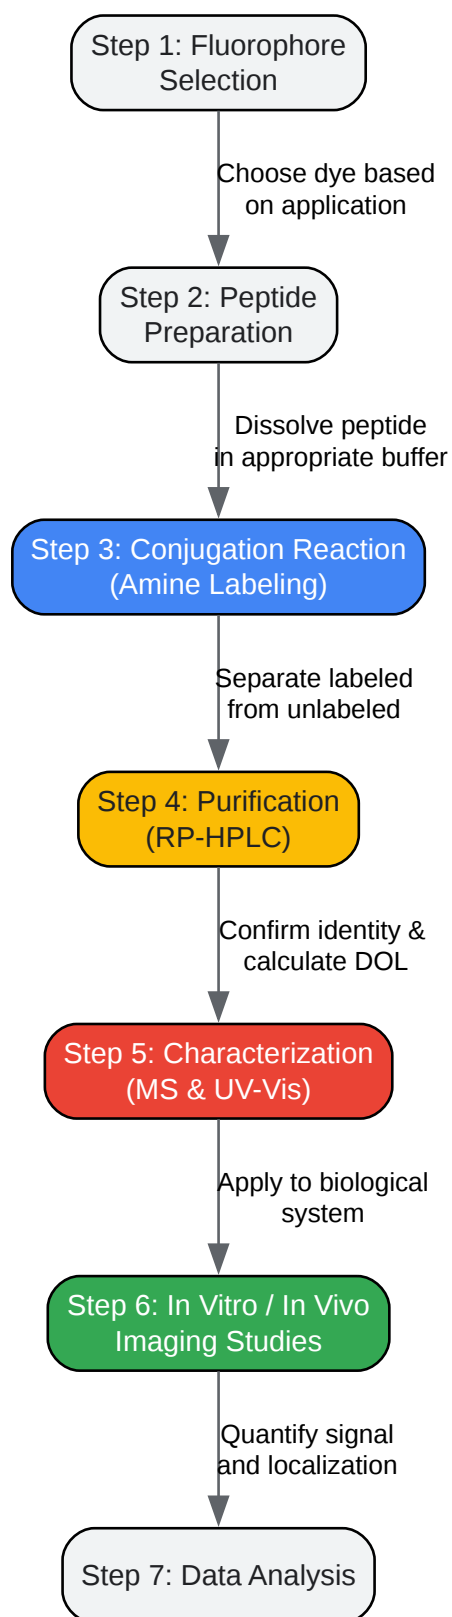 Step 1: Fluorophore
Selection
Choose dye based
on application
Step 2: Peptide
Preparation
Dissolve peptide
in appropriate buffer
Step 3: Conjugation Reaction
(Amine Labeling)
Separate labeled
from unlabeled
Step 4: Purification
(RP-HPLC)
Confirm identity &
calculate DOL
Step 5: Characterization
(MS & UV-Vis)
Apply to biological
system
Step 6: In Vitro / In Vivo
Imaging Studies
Quantify signal
and localization
Step 7: Data Analysis